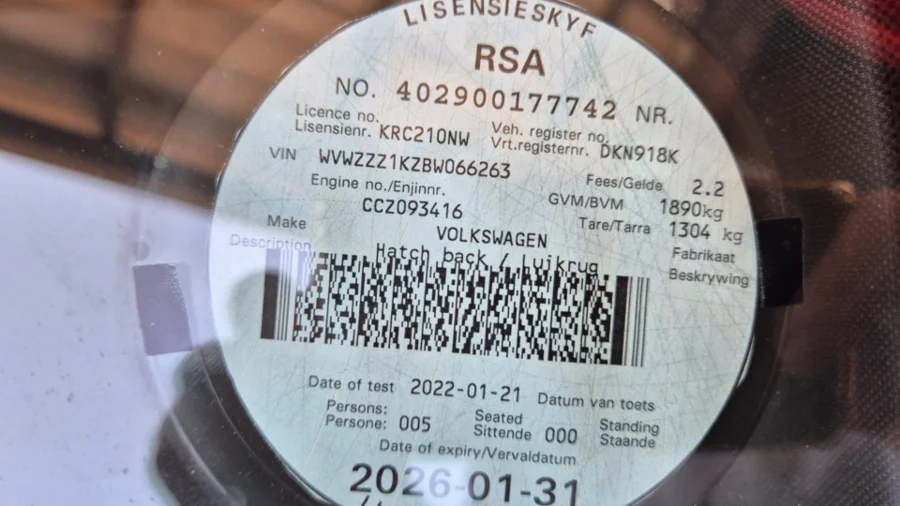 LISENSIESKYF
RSA
NO. 402900177742 NR.
Licence no. Veh. register no.
Lisensienr. KRC210NW Vrt.registernr. DKN918K
VIN WVWZZZ1KZBW066263 Fees/Gelde 2.2
Engine no./Enjinnr. GVM/BVM 1890kg
CCZ093416 Tare/Tarra 1304 kg
Make VOLKSWAGEN Fabrikaat
Description Hatch back / Luikrug Beskrywing
Date of test 2022-01-21 Datum van toets
Persons: Seated Standing
Persone: 005 Sittende 000 Staande
Date of expiry/Vervaldatum
2026-01-31